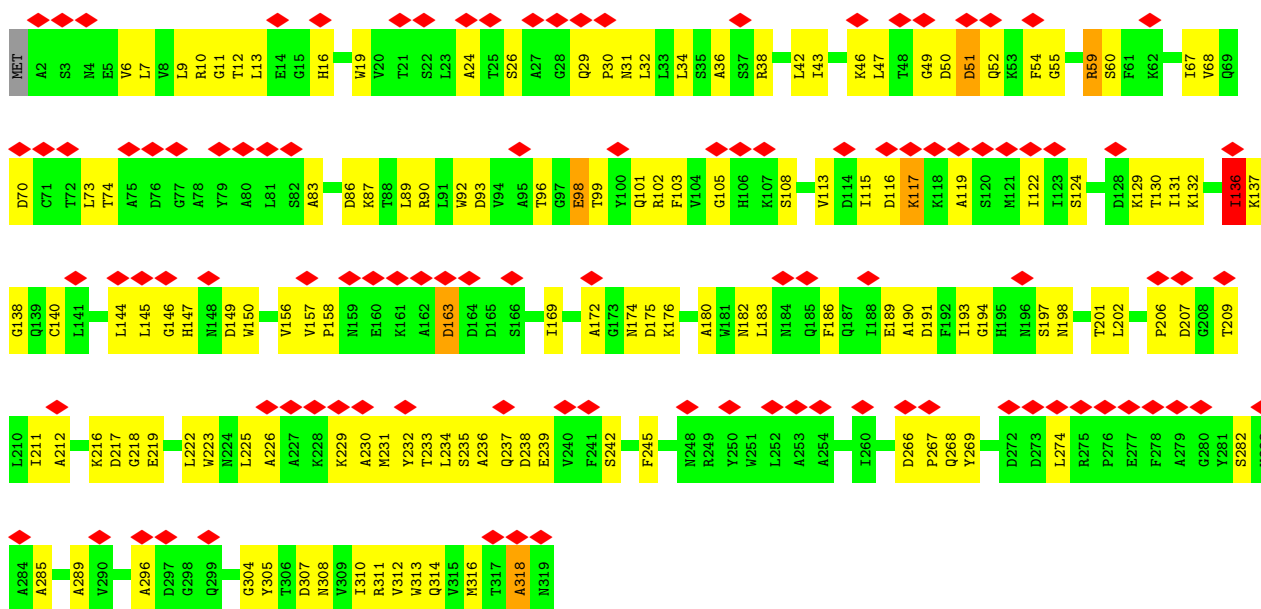 MET A2 S3 N4 E5 V6 L7 V8 L9 R10 G11 T12 L13 E14 G15 H16 W19 V20 T21 S22 L23 A24 T25 S26 A27 G28 Q29 P30 N31 L32 L33 L34 S35 A36 S37 R38 L42 I43 K46 L47 T48 G49 D50 D51 Q52 K53 F54 G55 R59 S60 F61 K62 I67 V68 Q69
D70 C71 T72 L73 T74 A75 D76 G77 A78 Y79 A80 L81 S82 A83 D86 K87 T88 L89 R90 L91 W92 D93 V94 A95 T96 G97 E98 T99 Y100 Q101 R102 F103 V104 G105 H106 K107 S108 V113 D114 I115 D116 K117 K118 A119 S120 M121 I122 I123 S124 D128 K129 T130 I131 K132 I136 K137
G138 Q139 C140 L141 L144 L145 G146 H147 N148 D149 W150 V156 V157 P158 N159 E160 K161 A162 D163 D164 D165 S166 I169 A172 G173 N174 D175 K176 A180 W181 N182 L183 N184 Q185 F186 Q187 I188 E189 A190 D191 F192 I193 G194 H195 N196 S197 N198 T201 L202 P206 D207 G208 T209
L210 I211 A212 K216 D217 G218 E219 L222 W223 N224 L225 A226 A227 K228 K229 A230 M231 Y232 T233 L234 S235 A236 Q237 D238 E239 V240 F241 S242 F245 N248 R249 Y250 W251 L252 A253 A254 I260 D266 P267 Q268 Y269 D272 D273 L274 R275 P276 E277 F278 A279 G280 Y281 S282
A284 A285 A289 V290 A296 D297 G298 Q299 G304 Y305 T306 D307 N308 V309 I310 R311 V312 W313 Q314 V315 M316 T317 A318 N319